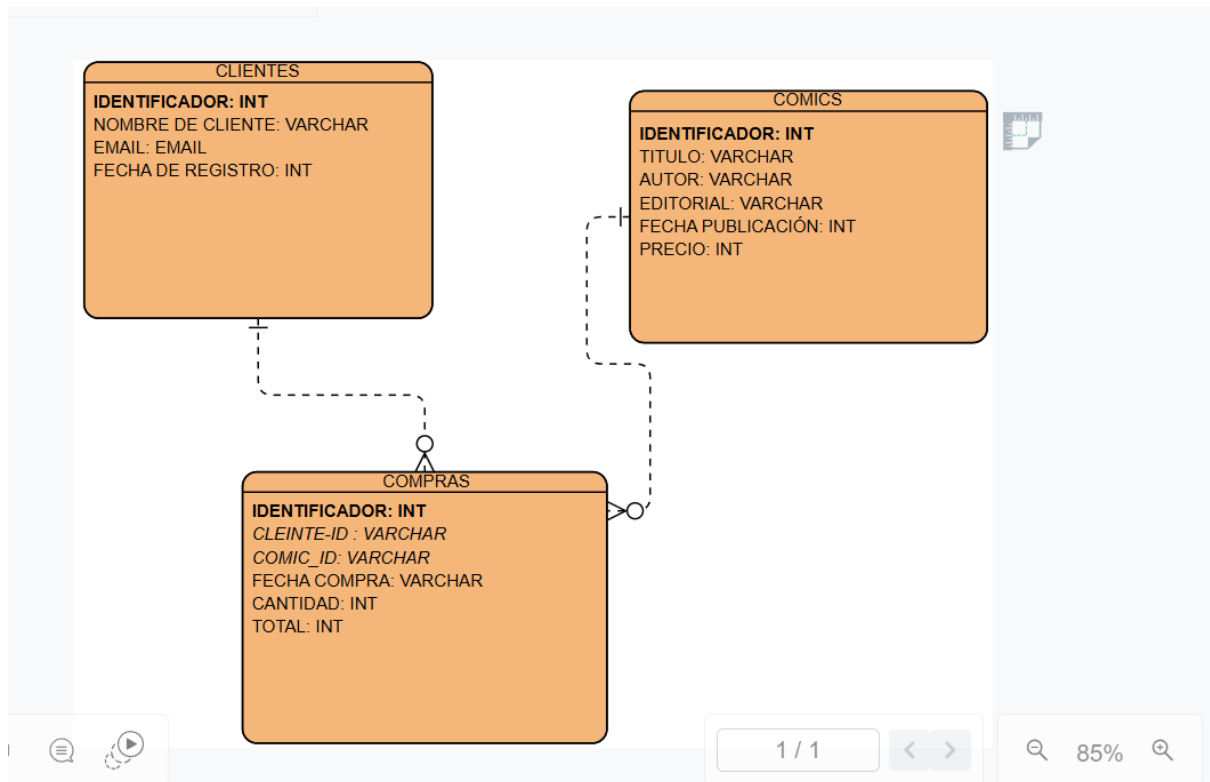 CLIENTES
IDENTIFICADOR: INT
NOMBRE DE CLIENTE: VARCHAR
EMAIL: EMAIL
FECHA DE REGISTRO: INT
COMICS
IDENTIFICADOR: INT
TITULO: VARCHAR
AUTOR: VARCHAR
EDITORIAL: VARCHAR
FECHA PUBLICACIÓN: INT
PRECIO: INT
COMPRAS
IDENTIFICADOR: INT
CLEINTE-ID : VARCHAR
COMIC_ID: VARCHAR
FECHA COMPRA: VARCHAR
CANTIDAD: INT
TOTAL: INT
1 / 1
85%